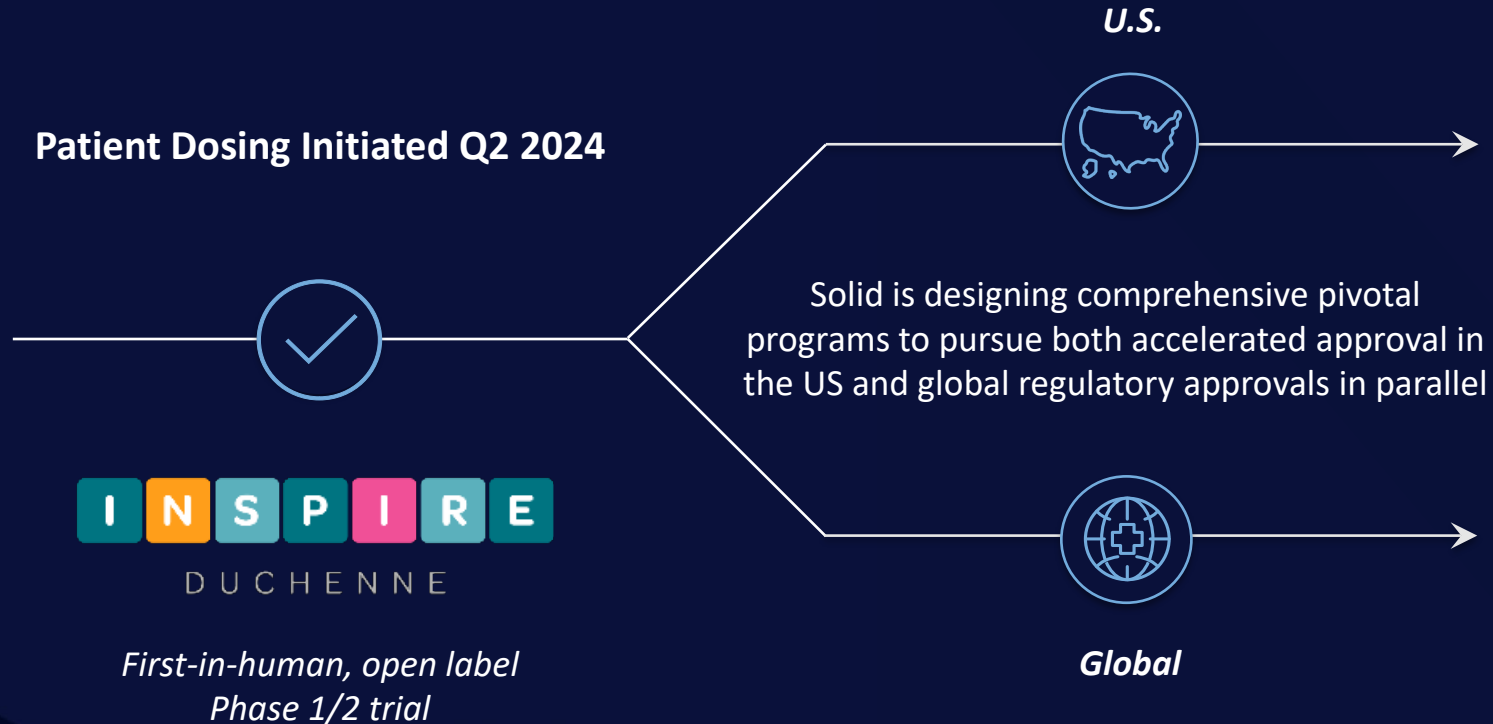 Patient Dosing Initiated Q2 2024
INSPIRE
DUCHENNE
First-in-human, open label
Phase 1/2 trial
U.S.
Solid is designing comprehensive pivotal
programs to pursue both accelerated approval in
the US and global regulatory approvals in parallel
Global